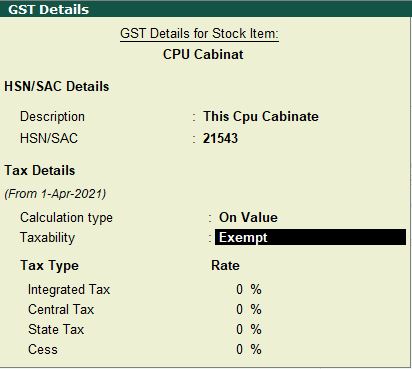 GST Details
GST Details for Stock Item:
CPU Cabinat
HSN/SAC Details
Description : This Cpu Cabinate
HSN/SAC : 21543
Tax Details
(From 1-Apr-2021)
Calculation type : On Value
Taxability : Exempt
Tax Type Rate
Integrated Tax 0 %
Central Tax 0 %
State Tax 0 %
Cess 0 %